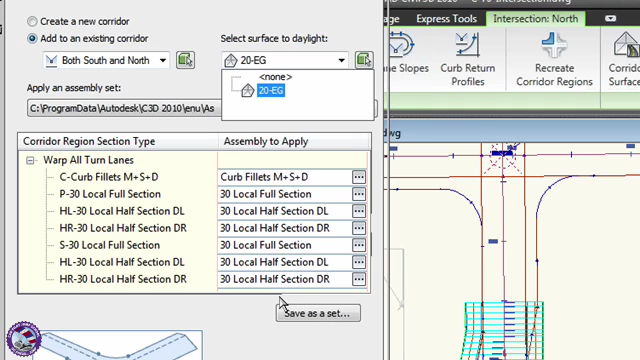 Create a new corridor
Add to an existing corridor
Both South and North
Select surface to daylight:
20-EG
<none>
20-EG
Apply an assembly set:
C:\ProgramData\Autodesk\C3D 2010\enu\As
Corridor Region Section Type
Assembly to Apply
Warp All Turn Lanes
C-Curb Fillets M+S+D
Curb Fillets M+S+D
P-30 Local Full Section
30 Local Full Section
HL-30 Local Half Section DL
30 Local Half Section DL
HR-30 Local Half Section DR
30 Local Half Section DR
S-30 Local Full Section
30 Local Full Section
HL-30 Local Half Section DL
30 Local Half Section DL
HR-30 Local Half Section DR
30 Local Half Section DR
Save as a set...
Express Tools
Intersection: North
ne Slopes
Curb Return
Profiles
Recreate
Corridor Regions
Corrid
Surface
dwg